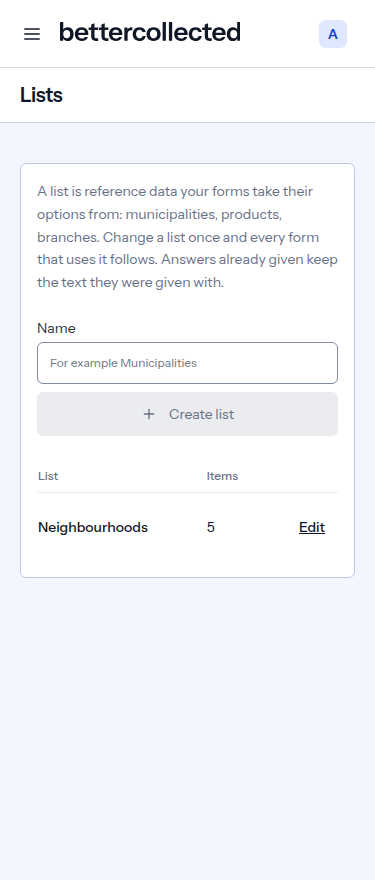 bettercollected
A
Lists
A list is reference data your forms take their
options from: municipalities, products,
branches. Change a list once and every form
that uses it follows. Answers already given keep
the text they were given with.
Name
For example Municipalities
Create list
List Items
Neighbourhoods 5 Edit